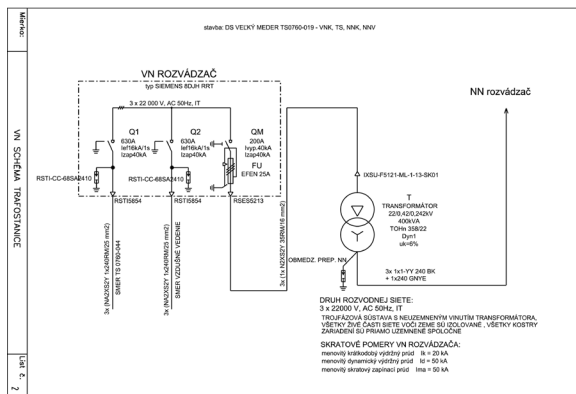 Mierka:
stavba: DS VEĽKÝ MEDER TS0760-019 - VNK, TS, NNK, NNV
VN ROZVÁDZAČ
typ SIEMENS 8DJH RRT
3 x 22 000 V, AC 50Hz, IT
NN rozvádzač
Q1
630A
Ief16kA/1s
Izap40kA
Q2
630A
Ief16kA/1s
Izap40kA
QM
200A
Ivyp.40kA
Izap40kA
FU
EFEN 25A
RSTI-CC-68SA2410
RSTI-CC-68SA2410
RSTI5854
RSTI5854
RSES5213
3x (NA2XS2Y 1x240RM/25 mm2)
SMER TS 0760-044
3x (NA2XS2Y 1x240RM/25 mm2)
SMER VZDUŠNÉ VEDENIE
3x (1x N2XS2Y 35RM/16 mm2)
IXSU-F5121-ML-1-13-SK01
T
TRANSFORMÁTOR
22/0,42/0,242kV
400kVA
TOHn 358/22
Dyn1
uk=6%
OBMEDZ. PREP. NN
3x 1x1-YY 240 BK
+ 1x240 GNYE
DRUH ROZVODNEJ SIETE:
3 x 22000 V, AC 50Hz, IT
TROJFÁZOVÁ SÚSTAVA S NEUZEMNENÝM VINUTÍM TRANSFORMÁTORA,
VŠETKY ŽIVÉ ČASTI SIETE VOČI ZEME SÚ IZOLOVANÉ , VŠETKY KOSTRY
ZARIADENÍ SÚ PRIAMO UZEMNENÉ SPOLOČNE
SKRATOVÉ POMERY VN ROZVÁDZAČA:
menovitý krátkodobý výdržný prúd Ik = 20 kA
menovitý dynamický výdržný prúd Id = 50 kA
menovitý skratový zapínací prúd Ima = 50 kA
VN SCHÉMA TRAFOSTANICE
List č. 2